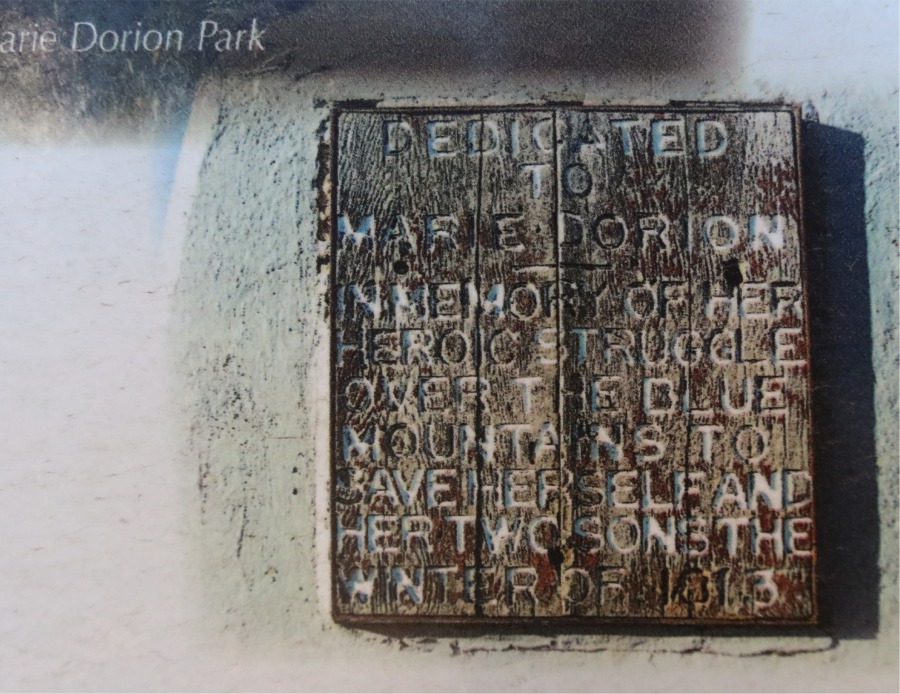 arie Dorion Park
DEDICATED
TO
MARIE DORION
IN MEMORY OF HER
HEROIC STRUGGLE
OVER THE BLUE
MOUNTAINS TO
SAVE HERSELF AND
HER TWO SONS THE
WINTER OF 1813